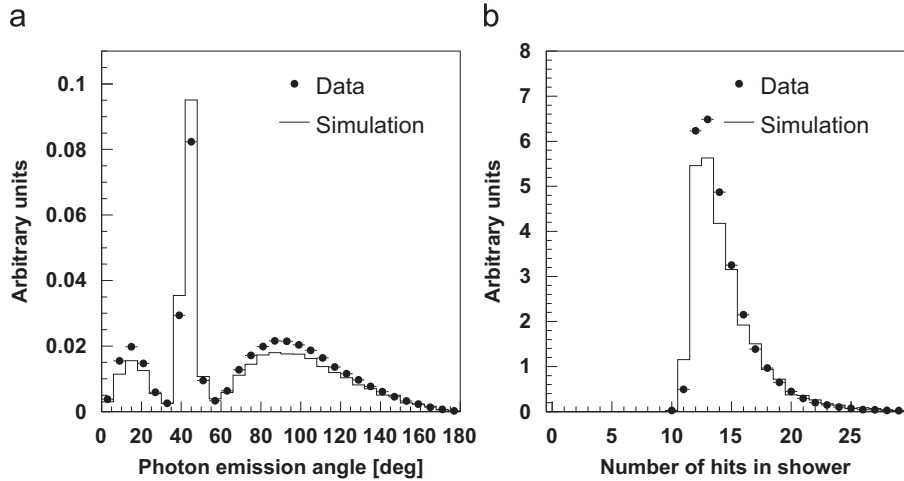 a
0.1
0.08
0.06
0.04
0.02
0
Arbitrary units
Data
Simulation
0 20 40 60 80 100 120 140 160 180
Photon emission angle [deg]
b
8
7
6
5
4
3
2
1
0
Arbitrary units
Data
Simulation
0 5 10 15 20 25
Number of hits in shower